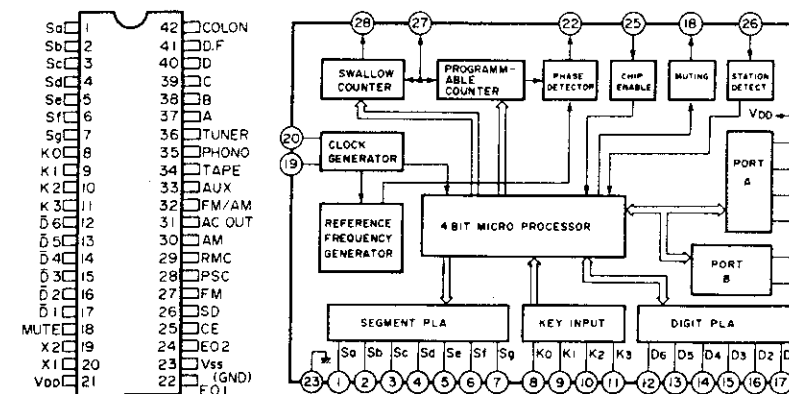 Sa 1 42 COLON
Sb 2 41 D.F
Sc 3 40 D
Sd 4 39 C
Se 5 38 B
Sf 6 37 A
Sg 7 36 TUNER
K0 8 35 PHONO
K1 9 34 TAPE
K2 10 33 AUX
K3 11 32 FM/AM
D̅6 12 31 AC OUT
D̅5 13 30 AM
D̅4 14 29 RMC
D̅3 15 28 PSC
D̅2 16 27 FM
D̅1 17 26 SD
MUTE 18 25 CE
X2 19 24 EO2
X1 20 23 Vss
VDD 21 22 (GND)
EO1
28 27 22 25 18 26
SWALLOW
COUNTER
PROGRAMM-
ABLE
COUNTER
PHASE
DETECTOR
CHIP
ENABLE
MUTING
STATION
DETECT
VDD
20
19
CLOCK
GENERATOR
REFERENCE
FREQUENCY
GENERATOR
4 BIT MICRO PROCESSOR
PORT
A
PORT
B
SEGMENT PLA
KEY INPUT
DIGIT PLA
Sa Sb Sc Sd Se Sf Sg K0 K1 K2 K3 D6 D5 D4 D3 D2
23 1 2 3 4 5 6 7 8 9 10 11 12 13 14 15 16 17